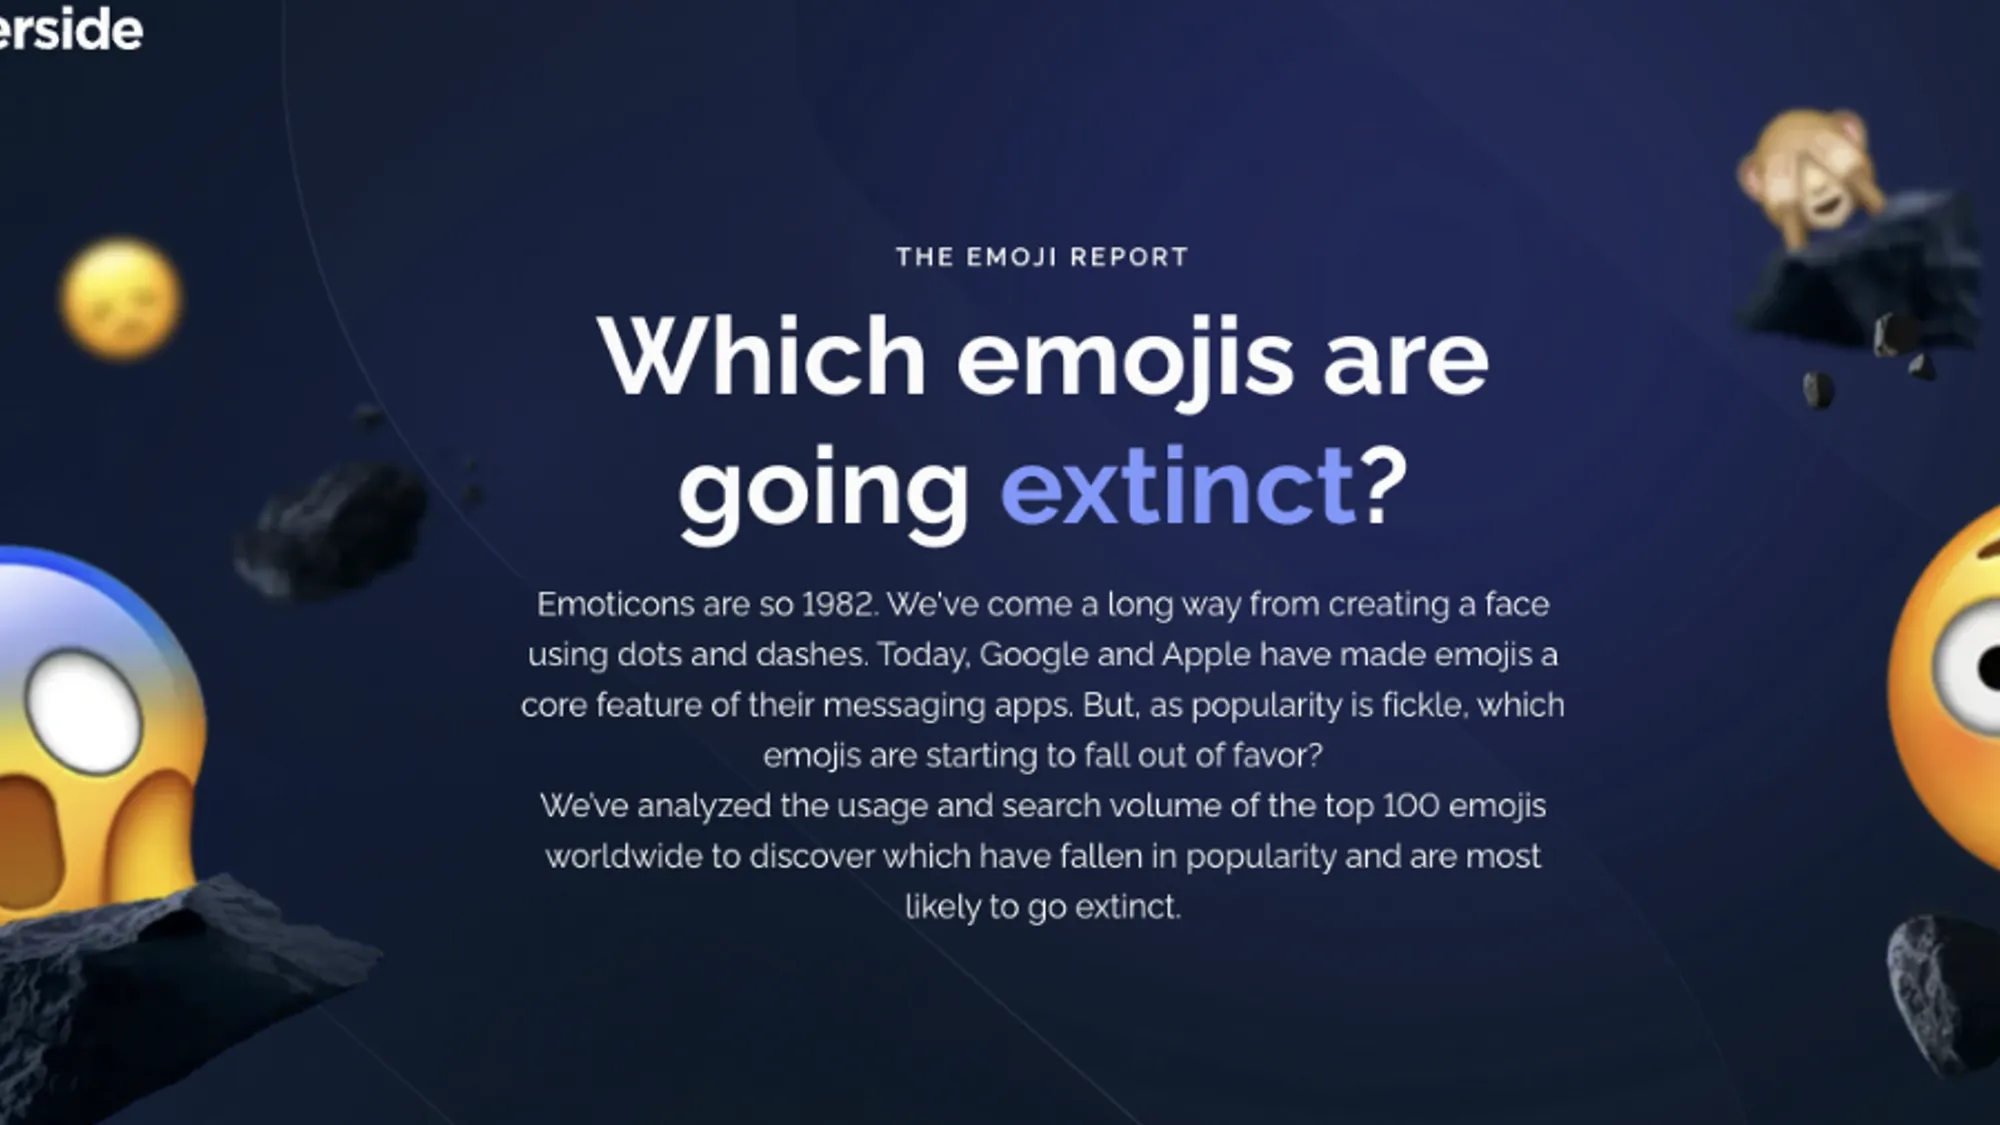 erside
THE EMOJI REPORT
Which emojis are
going extinct?
Emoticons are so 1982. We've come a long way from creating a face
using dots and dashes. Today, Google and Apple have made emojis a
core feature of their messaging apps. But, as popularity is fickle, which
emojis are starting to fall out of favor?
We've analyzed the usage and search volume of the top 100 emojis
worldwide to discover which have fallen in popularity and are most
likely to go extinct.